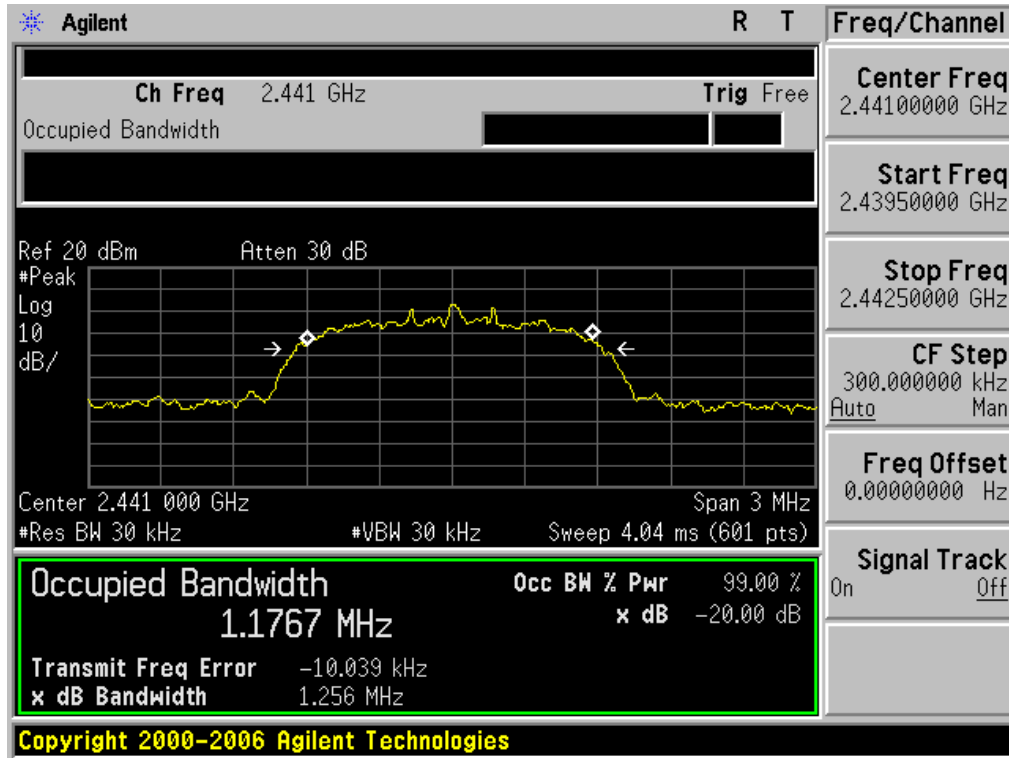 Agilent R T Freq/Channel
Ch Freq 2.441 GHz Trig Free
Occupied Bandwidth
Center Freq
2.44100000 GHz
Start Freq
2.43950000 GHz
Stop Freq
2.44250000 GHz
CF Step
300.000000 kHz
Auto Man
Freq Offset
0.00000000 Hz
Signal Track
On Off
Ref 20 dBm Atten 30 dB
#Peak
Log
10
dB/
Center 2.441 000 GHz Span 3 MHz
#Res BW 30 kHz #VBW 30 kHz Sweep 4.04 ms (601 pts)
Occupied Bandwidth Occ BW % Pwr 99.00 %
1.1767 MHz x dB -20.00 dB
Transmit Freq Error -10.039 kHz
x dB Bandwidth 1.256 MHz
Copyright 2000-2006 Agilent Technologies